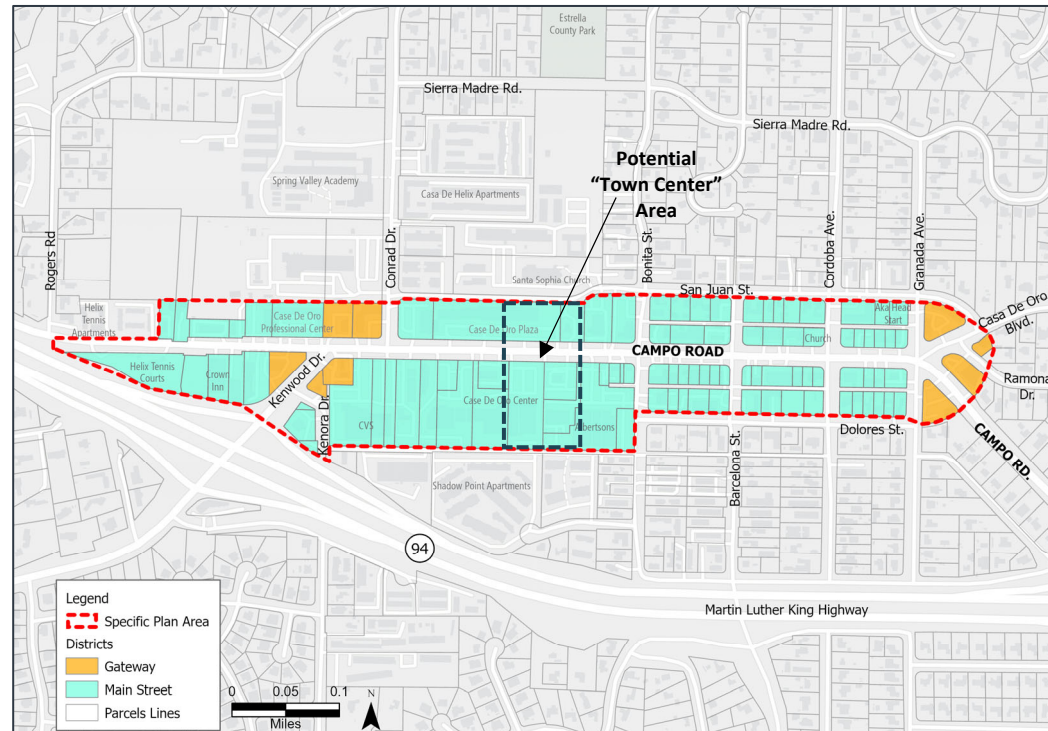 Estrella
County Park
Sierra Madre Rd.
Sierra Madre Rd.
Potential
“Town Center”
Area
Spring Valley Academy
Casa De Helix Apartments
Rogers Rd
Conrad Dr.
Bonita St.
Cordoba Ave.
Granada Ave.
Santa Sophia Church
San Juan St.
Casa De Oro
Blvd.
Helix
Tennis
Apartments
Case De Oro
Professional Center
Case De Oro Plaza
Aka Head
Start
Church
CAMPO ROAD
Helix Tennis
Courts
Crown
Inn
Kenwood Dr.
Ramona
Dr.
Kenora Dr.
CVS
Case De Oro Center
Albertsons
Dolores St.
CAMPO RD.
Barcelona St.
Shadow Point Apartments
94
Martin Luther King Highway
Legend
Specific Plan Area
Districts
Gateway
Main Street
Parcels Lines
0 0.05 0.1
Miles
N